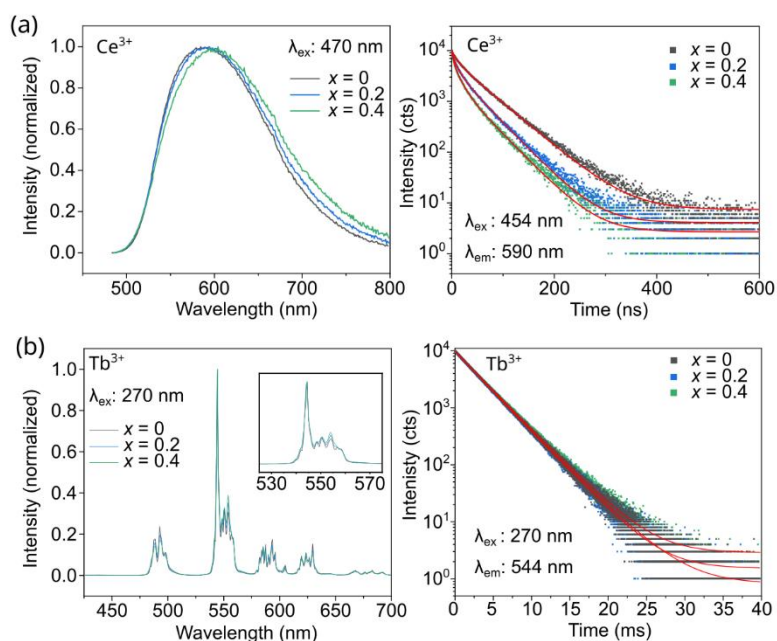 (a)
Ce³⁺
λex: 470 nm
x = 0
x = 0.2
x = 0.4
Intensity (normalized)
1.0
0.8
0.6
0.4
0.2
0.0
500 600 700 800
Wavelength (nm)
Ce³⁺
x = 0
x = 0.2
x = 0.4
Intensity (cts)
10⁴
10³
10²
10¹
10⁰
λex: 454 nm
λem: 590 nm
0 200 400 600
Time (ns)
(b)
Tb³⁺
λex: 270 nm
x = 0
x = 0.2
x = 0.4
Intensity (normalized)
1.0
0.8
0.6
0.4
0.2
0.0
525 550 575
450 500 550 600 650 700
Wavelength (nm)
Tb³⁺
x = 0
x = 0.2
x = 0.4
Intenisty (cts)
10⁴
10³
10²
10¹
10⁰
λex: 270 nm
λem: 544 nm
0 5 10 15 20 25 30 35 40
Time (ms)